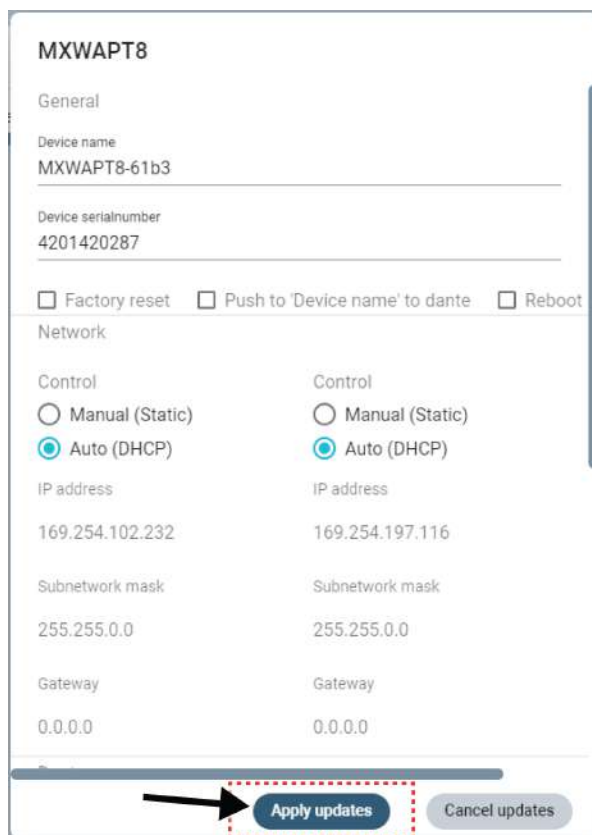 MXWAPT8
General
Device name
MXWAPT8-61b3
Device serialnumber
4201420287
Factory reset Push to 'Device name' to dante Reboot
Network
Control Control
Manual (Static) Manual (Static)
Auto (DHCP) Auto (DHCP)
IP address IP address
169.254.102.232 169.254.197.116
Subnetwork mask Subnetwork mask
255.255.0.0 255.255.0.0
Gateway Gateway
0.0.0.0 0.0.0.0
Apply updates Cancel updates